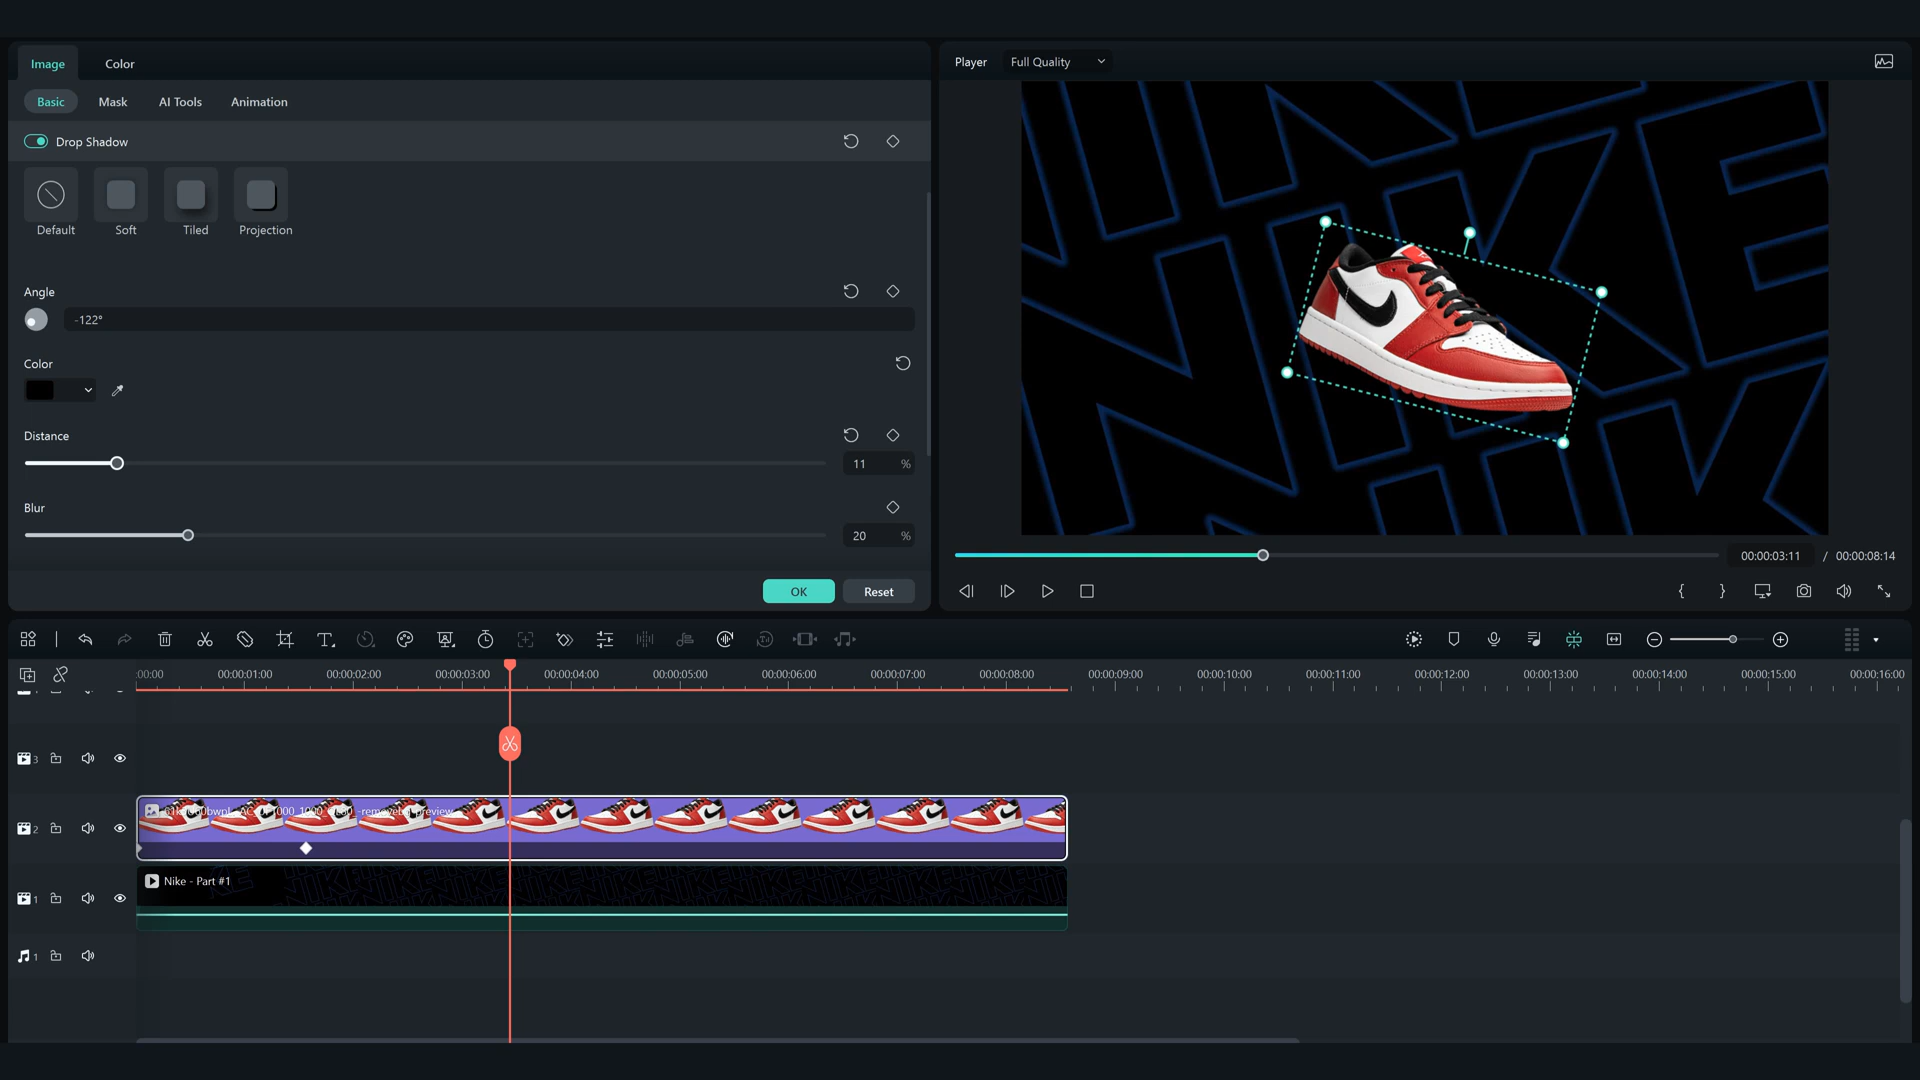 Image Color
Player Full Quality
Basic Mask AI Tools Animation
Drop Shadow
Default Soft Tiled Projection
Angle
-122°
Color
Distance
11 %
Blur
20 %
OK Reset
NIKE
00:00:03:11 / 00:00:08:14
:00:00 00:00:01:00 00:00:02:00 00:00:03:00 00:00:04:00 00:00:05:00 00:00:06:00 00:00:07:00 00:00:08:00 00:00:09:00 00:00:10:00 00:00:11:00 00:00:12:00 00:00:13:00 00:00:14:00 00:00:15:00 00:00:16:00
3
2
1 Nike - Part #1
1